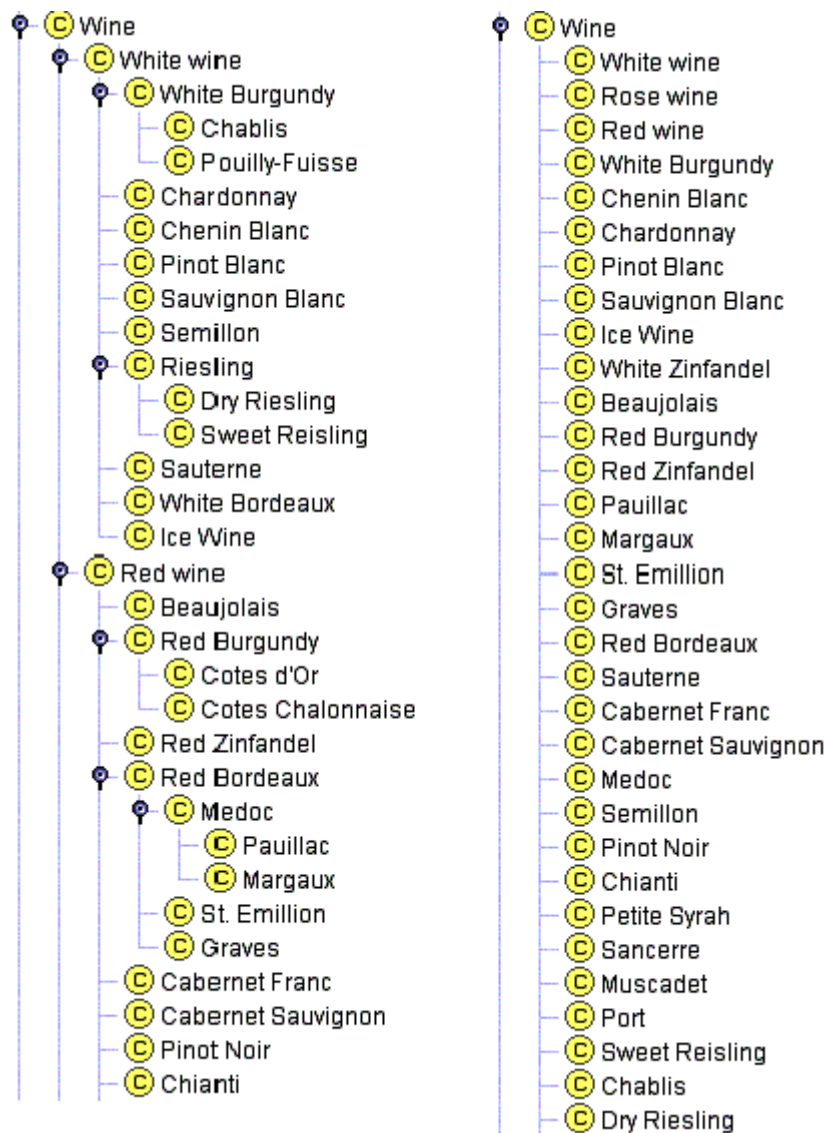 C Wine
C White wine
C White Burgundy
C Chablis
C Pouilly-Fuisse
C Chardonnay
C Chenin Blanc
C Pinot Blanc
C Sauvignon Blanc
C Semillon
C Riesling
C Dry Riesling
C Sweet Reisling
C Sauterne
C White Bordeaux
C Ice Wine
C Red wine
C Beaujolais
C Red Burgundy
C Cotes d'Or
C Cotes Chalonnaise
C Red Zinfandel
C Red Bordeaux
C Medoc
C Pauillac
C Margaux
C St. Emillion
C Graves
C Cabernet Franc
C Cabernet Sauvignon
C Pinot Noir
C Chianti
C Wine
C White wine
C Rose wine
C Red wine
C White Burgundy
C Chenin Blanc
C Chardonnay
C Pinot Blanc
C Sauvignon Blanc
C Ice Wine
C White Zinfandel
C Beaujolais
C Red Burgundy
C Red Zinfandel
C Pauillac
C Margaux
C St. Emillion
C Graves
C Red Bordeaux
C Sauterne
C Cabernet Franc
C Cabernet Sauvignon
C Medoc
C Semillon
C Pinot Noir
C Chianti
C Petite Syrah
C Sancerre
C Muscadet
C Port
C Sweet Reisling
C Chablis
C Dry Riesling